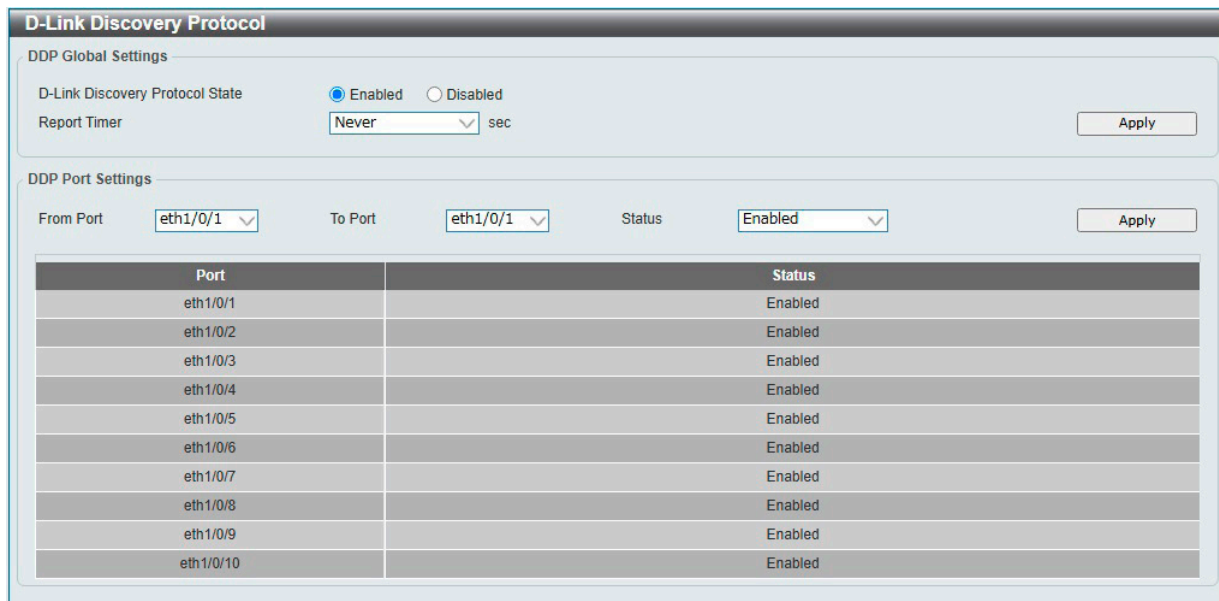 D-Link Discovery Protocol
DDP Global Settings
D-Link Discovery Protocol State Enabled Disabled
Report Timer Never sec Apply
DDP Port Settings
From Port eth1/0/1 To Port eth1/0/1 Status Enabled Apply
Port Status
eth1/0/1 Enabled
eth1/0/2 Enabled
eth1/0/3 Enabled
eth1/0/4 Enabled
eth1/0/5 Enabled
eth1/0/6 Enabled
eth1/0/7 Enabled
eth1/0/8 Enabled
eth1/0/9 Enabled
eth1/0/10 Enabled